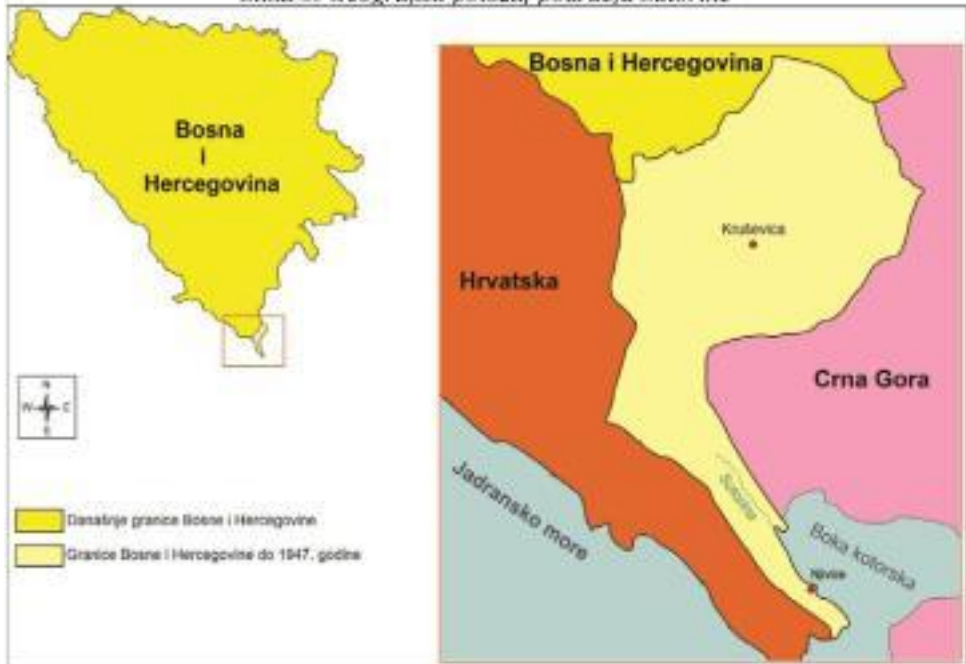 Bosna
i
Hercegovina
N
W
E
S
Današnje granice Bosne i Hercegovine
Granice Bosne i Hercegovine do 1947. godine
Bosna i Hercegovina
Kruševica
Hrvatska
Crna Gora
Jadransko more
Boka kotorska